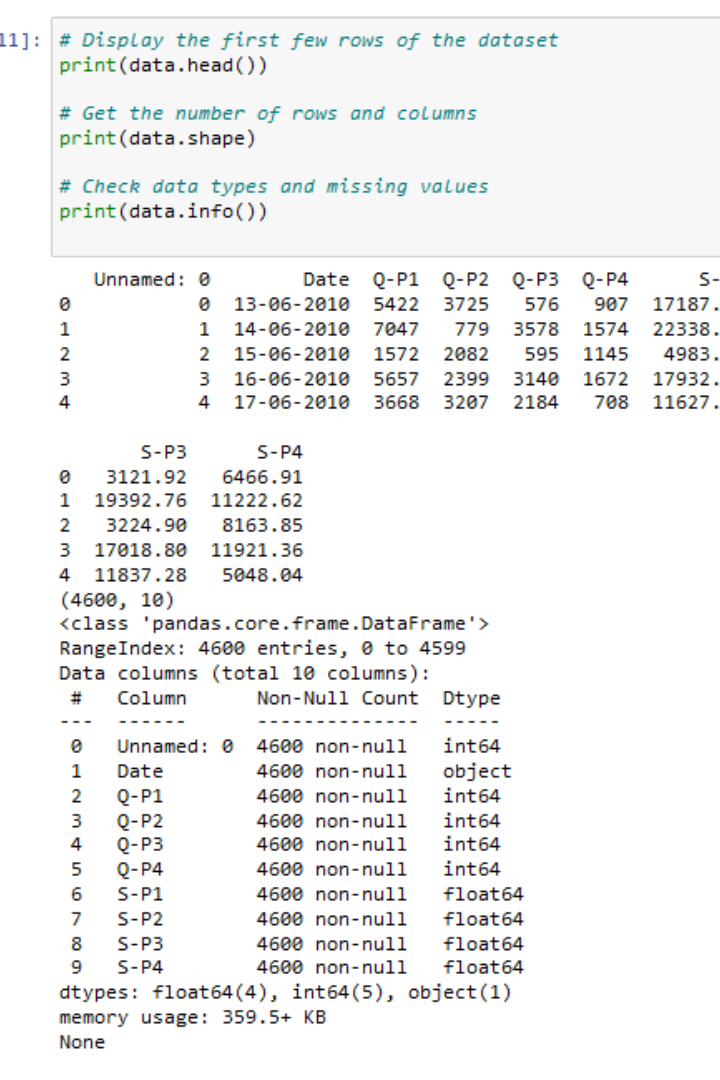 11]: # Display the first few rows of the dataset
print(data.head())
# Get the number of rows and columns
print(data.shape)
# Check data types and missing values
print(data.info())
Unnamed: 0 Date Q-P1 Q-P2 Q-P3 Q-P4 S-
0 0 13-06-2010 5422 3725 576 907 17187.
1 1 14-06-2010 7047 779 3578 1574 22338.
2 2 15-06-2010 1572 2082 595 1145 4983.
3 3 16-06-2010 5657 2399 3140 1672 17932.
4 4 17-06-2010 3668 3207 2184 708 11627.
S-P3 S-P4
0 3121.92 6466.91
1 19392.76 11222.62
2 3224.90 8163.85
3 17018.80 11921.36
4 11837.28 5048.04
(4600, 10)
<class 'pandas.core.frame.DataFrame'>
RangeIndex: 4600 entries, 0 to 4599
Data columns (total 10 columns):
# Column Non-Null Count Dtype
--- ------ -------------- -----
0 Unnamed: 0 4600 non-null int64
1 Date 4600 non-null object
2 Q-P1 4600 non-null int64
3 Q-P2 4600 non-null int64
4 Q-P3 4600 non-null int64
5 Q-P4 4600 non-null int64
6 S-P1 4600 non-null float64
7 S-P2 4600 non-null float64
8 S-P3 4600 non-null float64
9 S-P4 4600 non-null float64
dtypes: float64(4), int64(5), object(1)
memory usage: 359.5+ KB
None